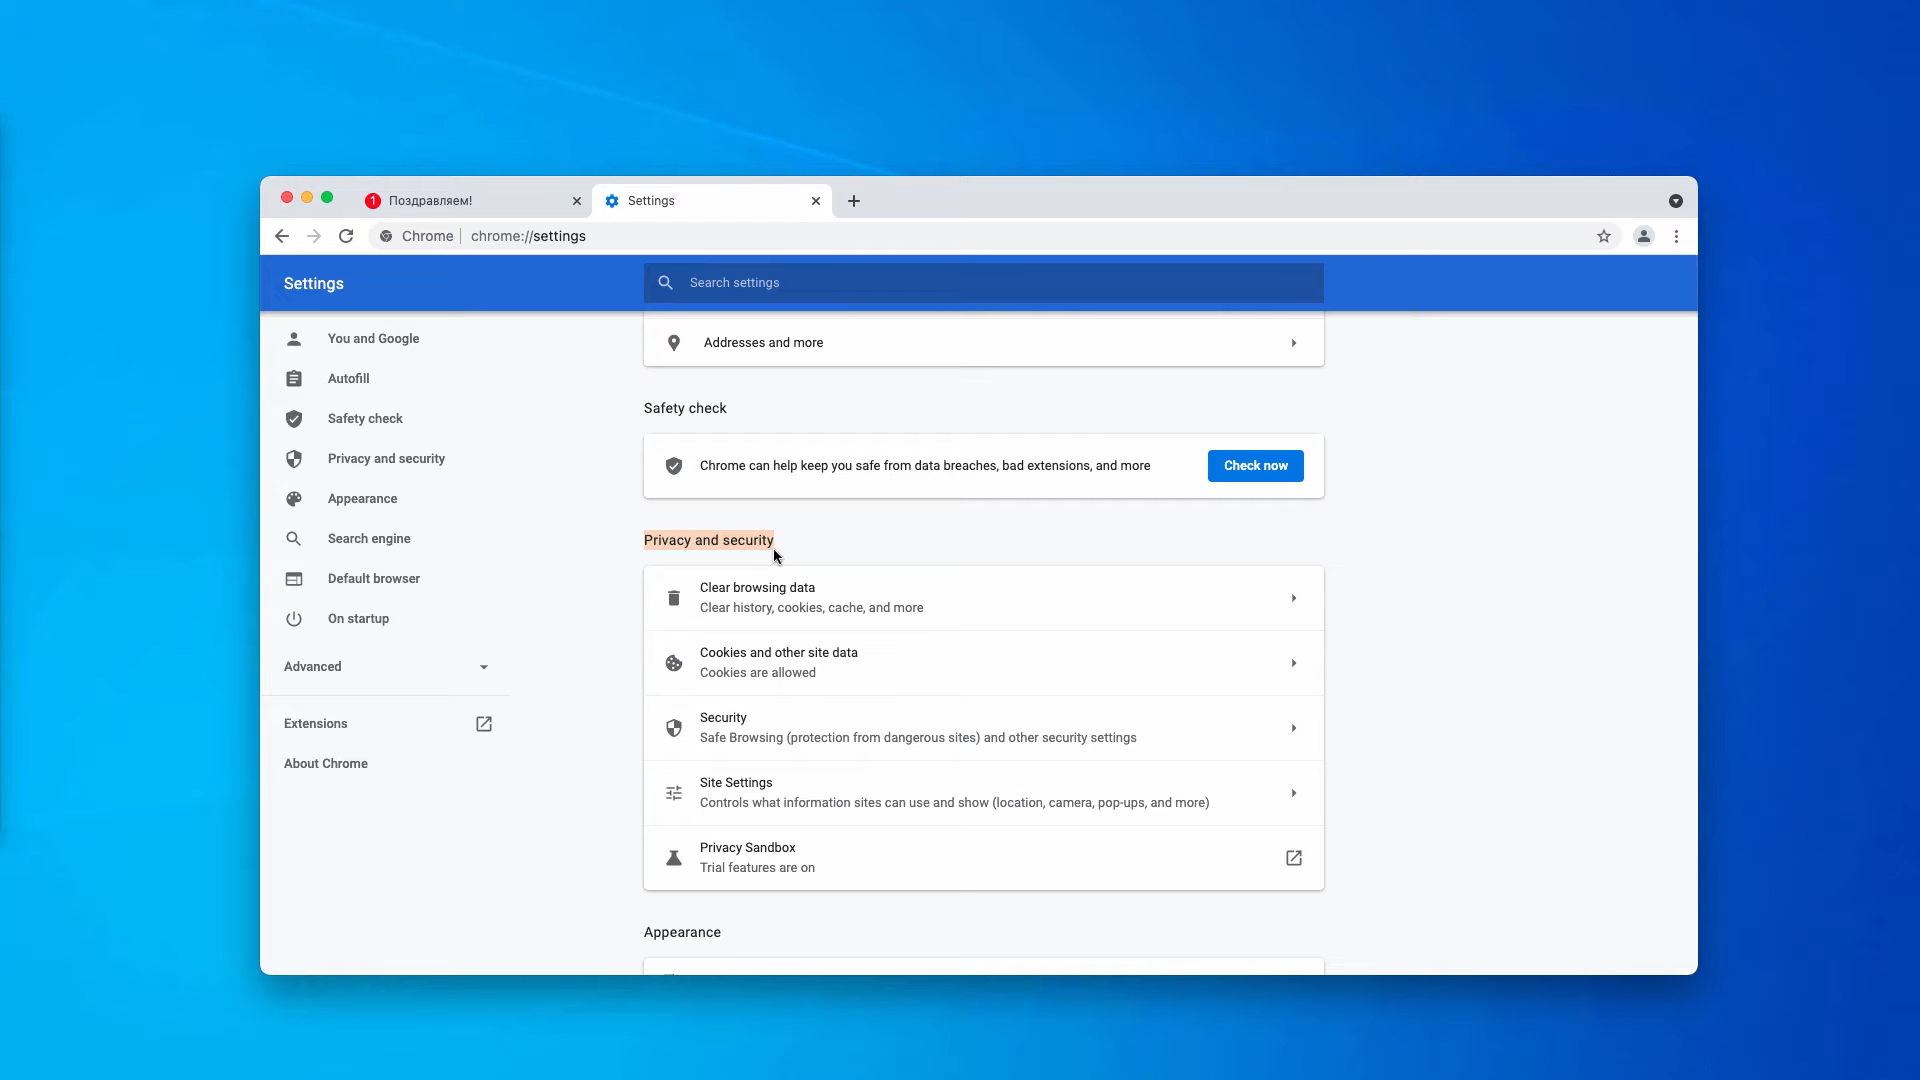 1 Поздравляем!
Settings
Chrome | chrome://settings
Settings
Search settings
You and Google
Autofill
Safety check
Privacy and security
Appearance
Search engine
Default browser
On startup
Advanced
Extensions
About Chrome
Addresses and more
Safety check
Chrome can help keep you safe from data breaches, bad extensions, and more
Check now
Privacy and security
Clear browsing data
Clear history, cookies, cache, and more
Cookies and other site data
Cookies are allowed
Security
Safe Browsing (protection from dangerous sites) and other security settings
Site Settings
Controls what information sites can use and show (location, camera, pop-ups, and more)
Privacy Sandbox
Trial features are on
Appearance